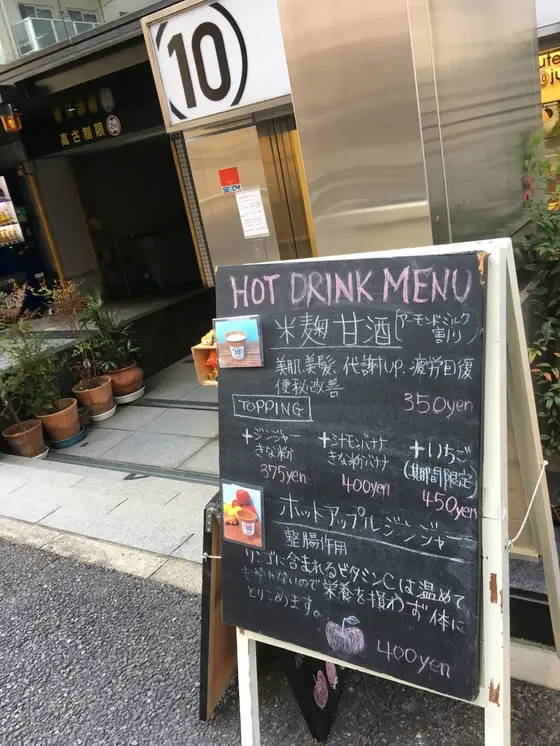 (10)
高さ制限
SECOM
HOT DRINK MENU
米麹甘酒(アーモンドミルク割り)
美肌、美髪、代謝up、疲労回復
便秘改善
350yen
TOPPING
+ジンジャー
きな粉
375yen
+シナモンバナナ
きな粉バナナ
400yen
+いちご
(期間限定)
450yen
ホットアップルジンジャー
整腸作用
リンゴに含まれるビタミンCは温めて
も壊れないので栄養を損わず体に
とりこめます。
400yen